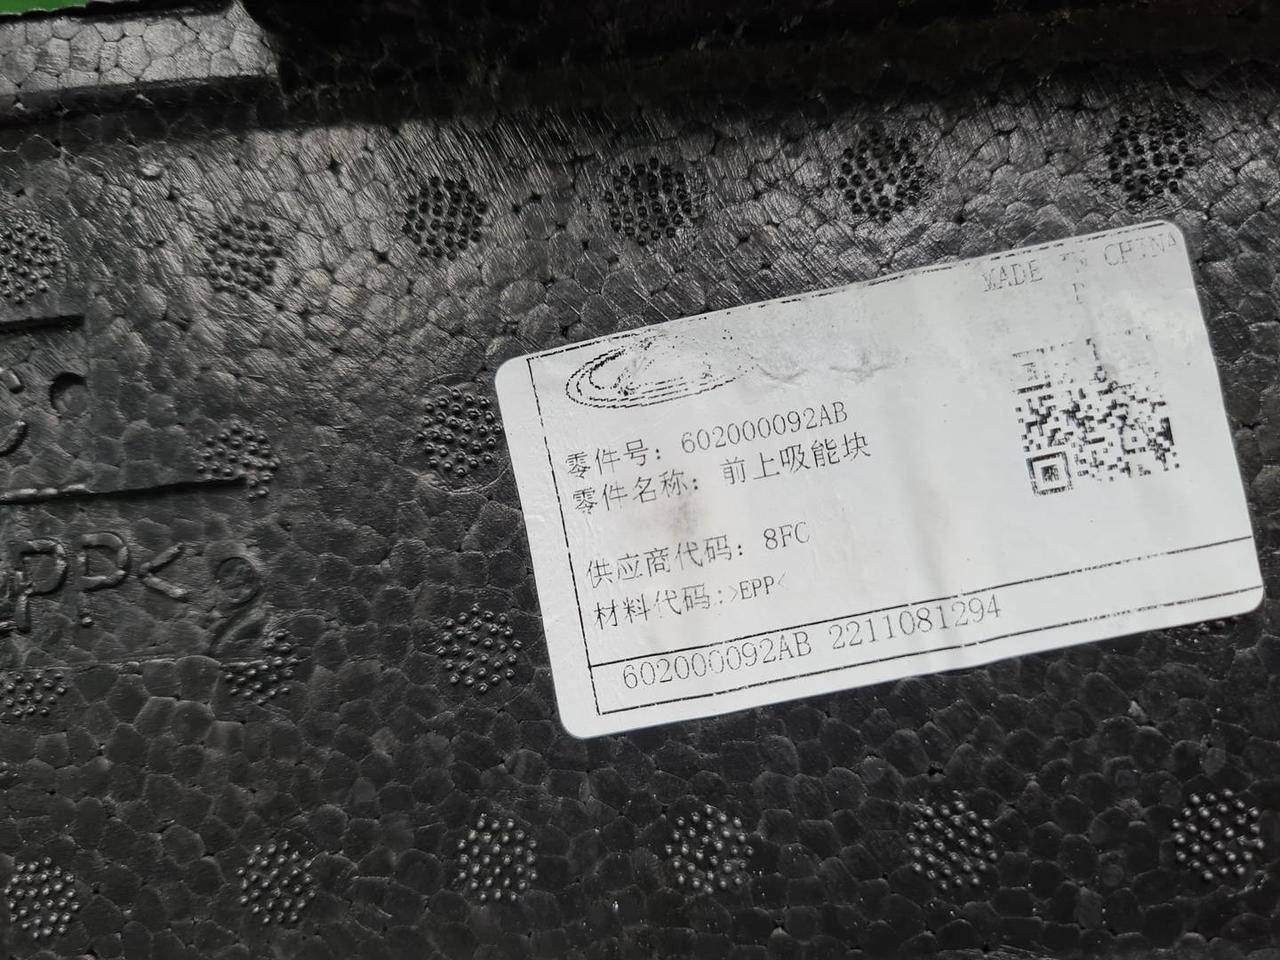 MADE IN CHINA
零件号: 602000092AB
零件名称: 前上吸能块
供应商代码: 8FC
材料代码:>EPP<
602000092AB 2211081294
PP<